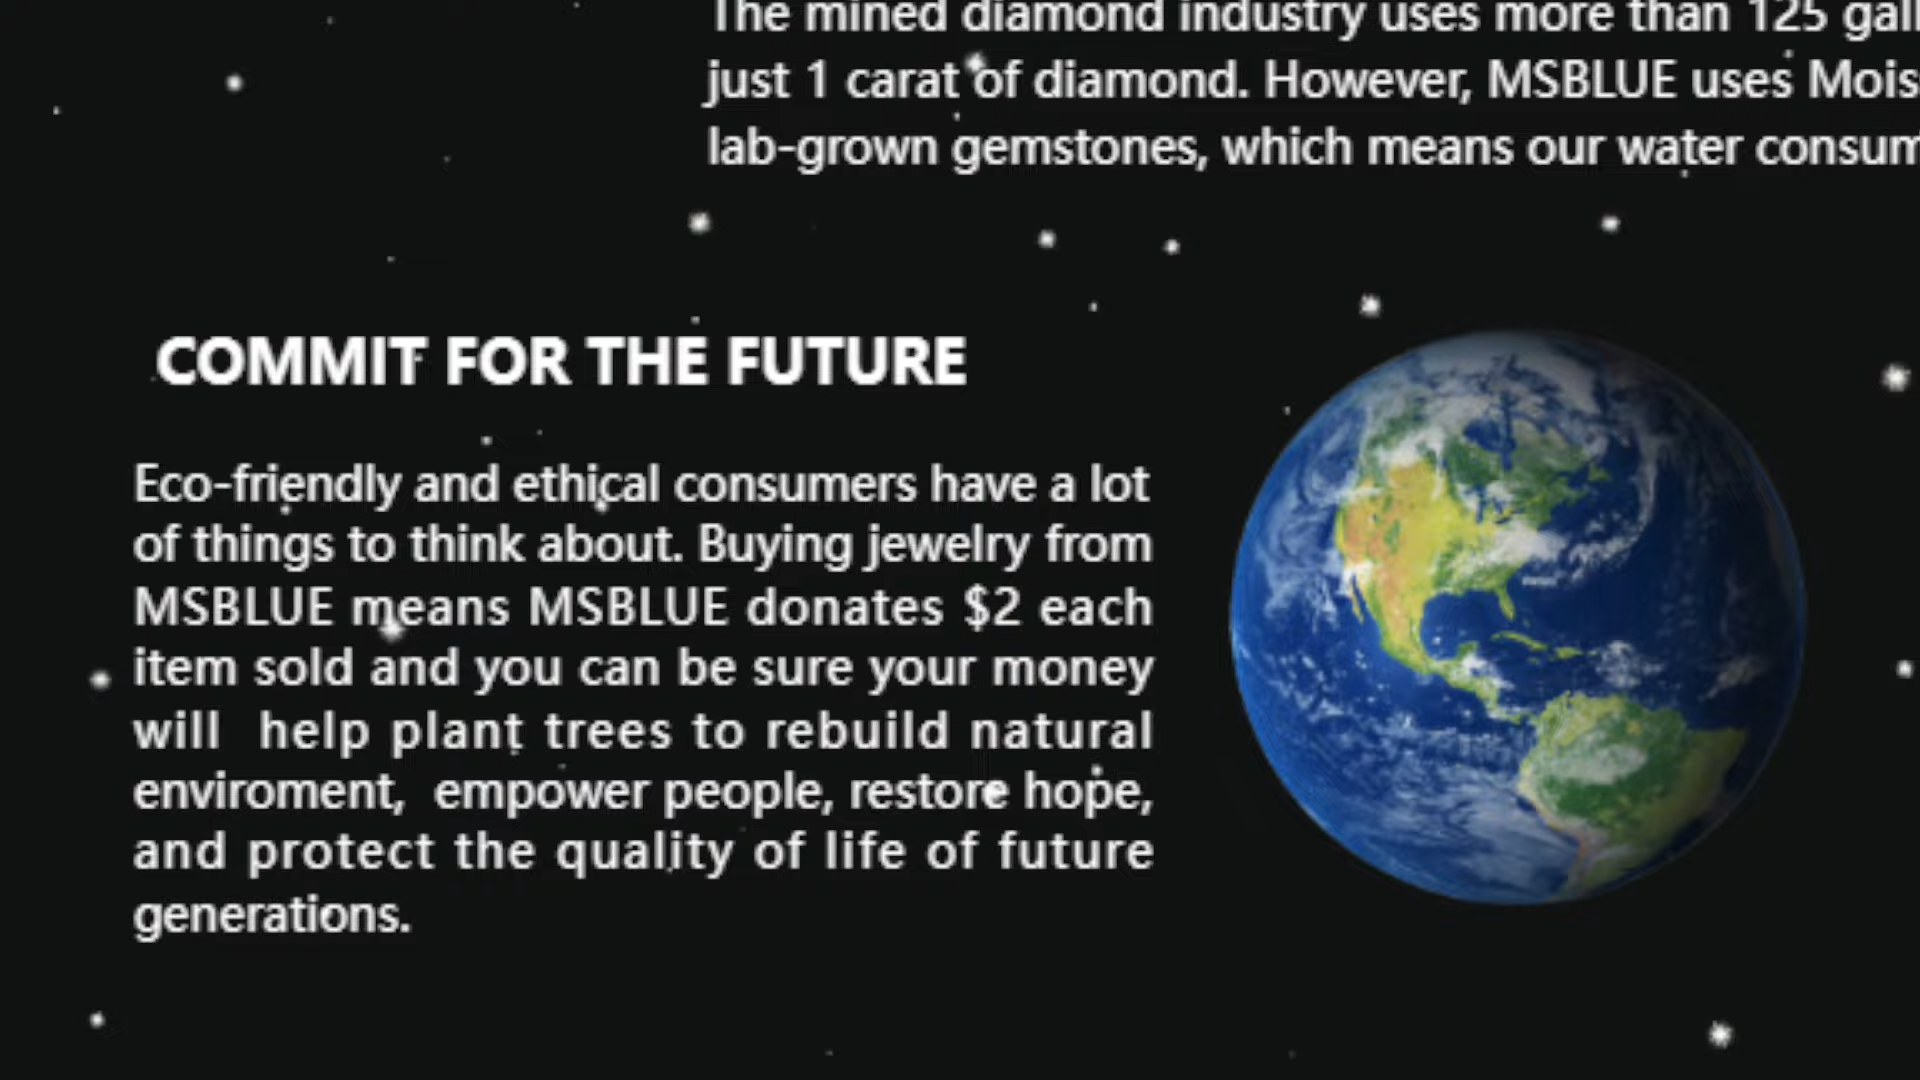 The mined diamond industry uses more than 125
just 1 carat of diamond. However, MSBLUE uses
lab-grown gemstones, which means our water
COMMIT FOR THE FUTURE
Eco-friendly and ethical consumers have a lot
of things to think about. Buying jewelry from
MSBLUE means MSBLUE donates $2 each
item sold and you can be sure your money
will help plant trees to rebuild natural
enviroment, empower people, restore hope,
and protect the quality of life of future
generations.